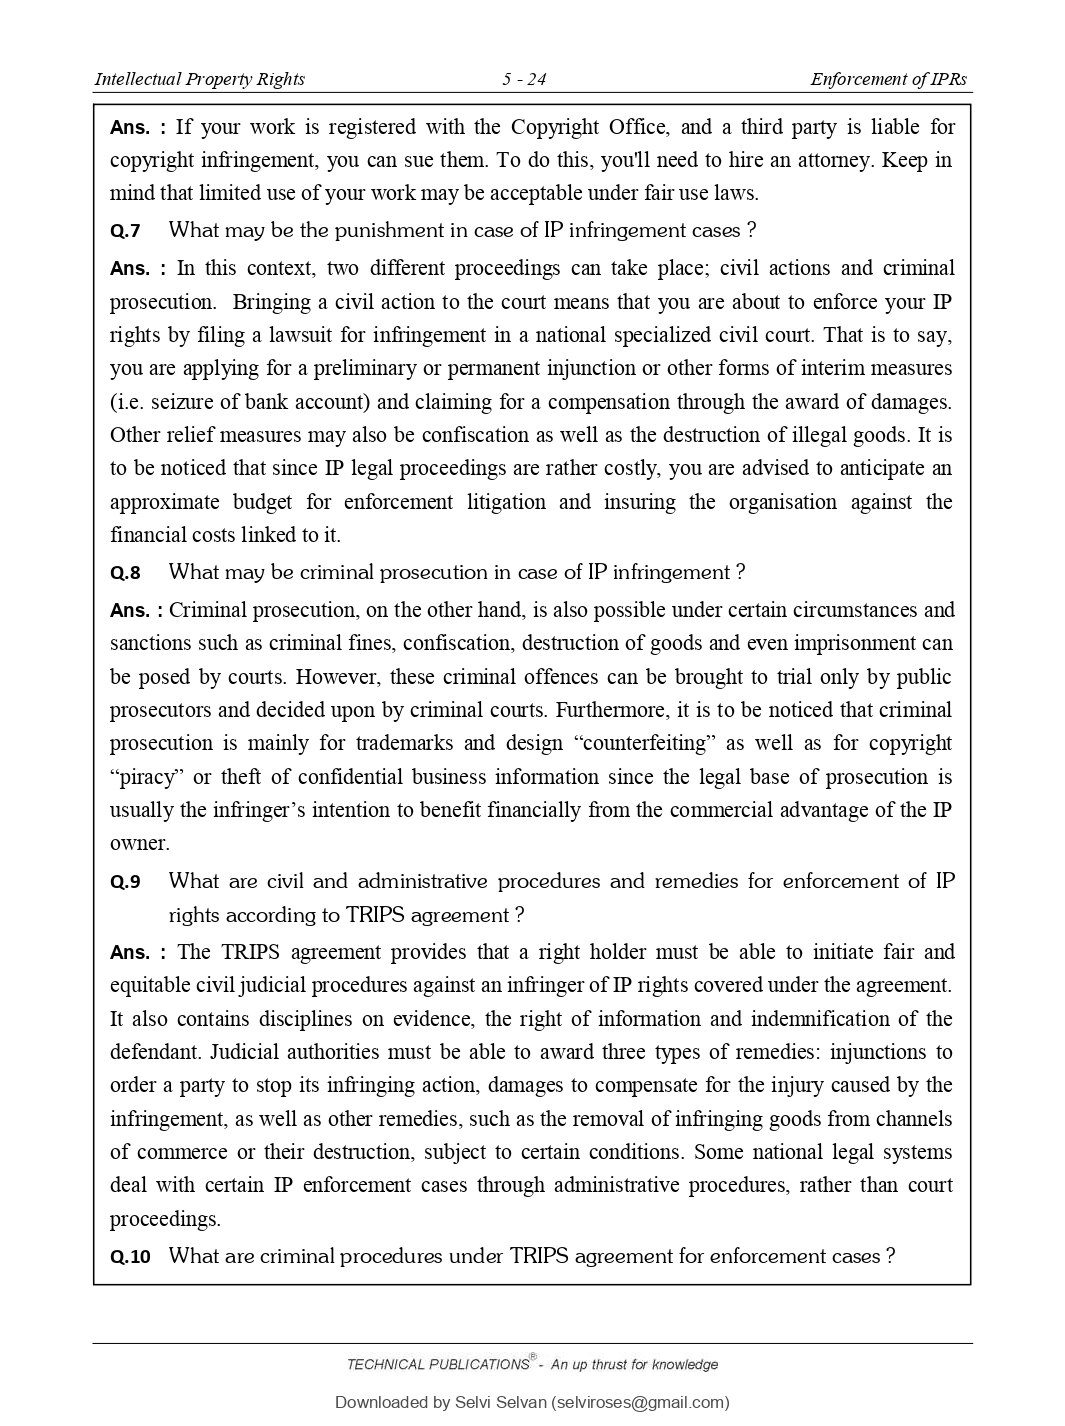 Intellectual Property Rights 5 - 24 Enforcement of IPRs
Ans. : If your work is registered with the Copyright Office, and a third party is liable for
copyright infringement, you can sue them. To do this, you'll need to hire an attorney. Keep in
mind that limited use of your work may be acceptable under fair use laws.
Q.7 What may be the punishment in case of IP infringement cases ?
Ans. : In this context, two different proceedings can take place; civil actions and criminal
prosecution. Bringing a civil action to the court means that you are about to enforce your IP
rights by filing a lawsuit for infringement in a national specialized civil court. That is to say,
you are applying for a preliminary or permanent injunction or other forms of interim measures
(i.e. seizure of bank account) and claiming for a compensation through the award of damages.
Other relief measures may also be confiscation as well as the destruction of illegal goods. It is
to be noticed that since IP legal proceedings are rather costly, you are advised to anticipate an
approximate budget for enforcement litigation and insuring the organisation against the
financial costs linked to it.
Q.8 What may be criminal prosecution in case of IP infringement ?
Ans. : Criminal prosecution, on the other hand, is also possible under certain circumstances and
sanctions such as criminal fines, confiscation, destruction of goods and even imprisonment can
be posed by courts. However, these criminal offences can be brought to trial only by public
prosecutors and decided upon by criminal courts. Furthermore, it is to be noticed that criminal
prosecution is mainly for trademarks and design “counterfeiting” as well as for copyright
“piracy” or theft of confidential business information since the legal base of prosecution is
usually the infringer’s intention to benefit financially from the commercial advantage of the IP
owner.
Q.9 What are civil and administrative procedures and remedies for enforcement of IP
rights according to TRIPS agreement ?
Ans. : The TRIPS agreement provides that a right holder must be able to initiate fair and
equitable civil judicial procedures against an infringer of IP rights covered under the agreement.
It also contains disciplines on evidence, the right of information and indemnification of the
defendant. Judicial authorities must be able to award three types of remedies: injunctions to
order a party to stop its infringing action, damages to compensate for the injury caused by the
infringement, as well as other remedies, such as the removal of infringing goods from channels
of commerce or their destruction, subject to certain conditions. Some national legal systems
deal with certain IP enforcement cases through administrative procedures, rather than court
proceedings.
Q.10 What are criminal procedures under TRIPS agreement for enforcement cases ?
TECHNICAL PUBLICATIONS® - An up thrust for knowledge
Downloaded by Selvi Selvan (selviroses@gmail.com)